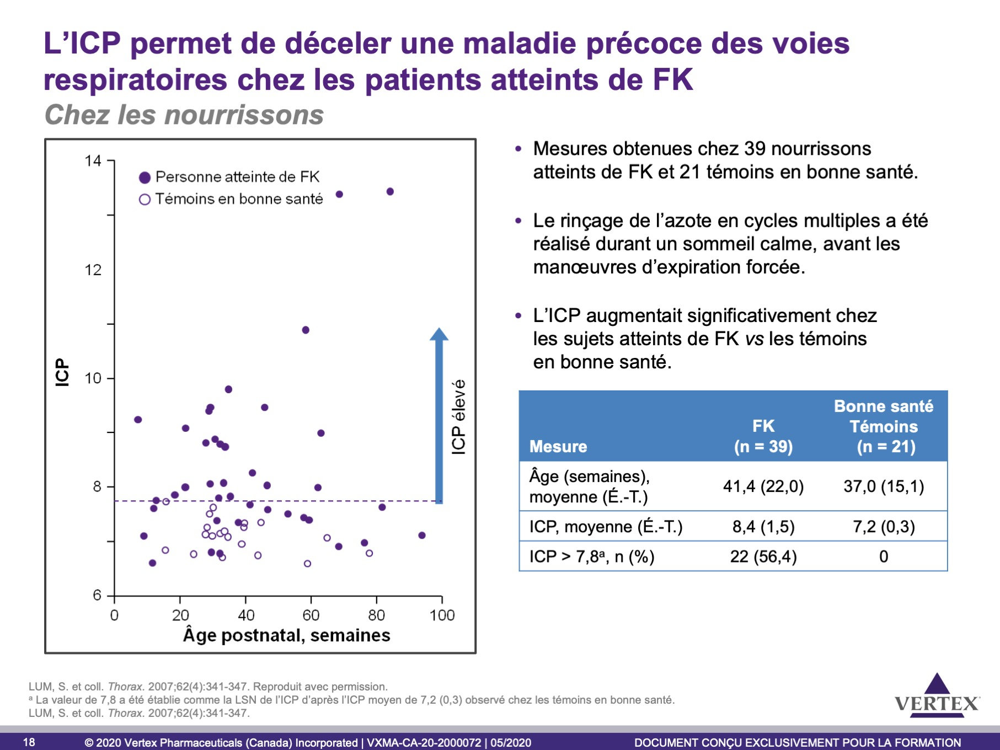 L’ICP permet de déceler une maladie précoce des voies
respiratoires chez les patients atteints de FK
Chez les nourrissons
14
12
10
8
6
ICP
Personne atteinte de FK
Témoins en bonne santé
ICP élevé
0 20 40 60 80 100
Âge postnatal, semaines
• Mesures obtenues chez 39 nourrissons
atteints de FK et 21 témoins en bonne santé.
• Le rinçage de l’azote en cycles multiples a été
réalisé durant un sommeil calme, avant les
manœuvres d’expiration forcée.
• L’ICP augmentait significativement chez
les sujets atteints de FK vs les témoins
en bonne santé.
Mesure
FK
(n = 39)
Bonne santé
Témoins
(n = 21)
Âge (semaines),
moyenne (É.-T.)
41,4 (22,0) 37,0 (15,1)
ICP, moyenne (É.-T.) 8,4 (1,5) 7,2 (0,3)
ICP > 7,8ᵃ, n (%) 22 (56,4) 0
LUM, S. et coll. Thorax. 2007;62(4):341-347. Reproduit avec permission.
ᵃ La valeur de 7,8 a été établie comme la LSN de l’ICP d’après l’ICP moyen de 7,2 (0,3) observé chez les témoins en bonne santé.
LUM, S. et coll. Thorax. 2007;62(4):341-347.
VERTEX
18 © 2020 Vertex Pharmaceuticals (Canada) Incorporated | VXMA-CA-20-2000072 | 05/2020 DOCUMENT CONÇU EXCLUSIVEMENT POUR LA FORMATION